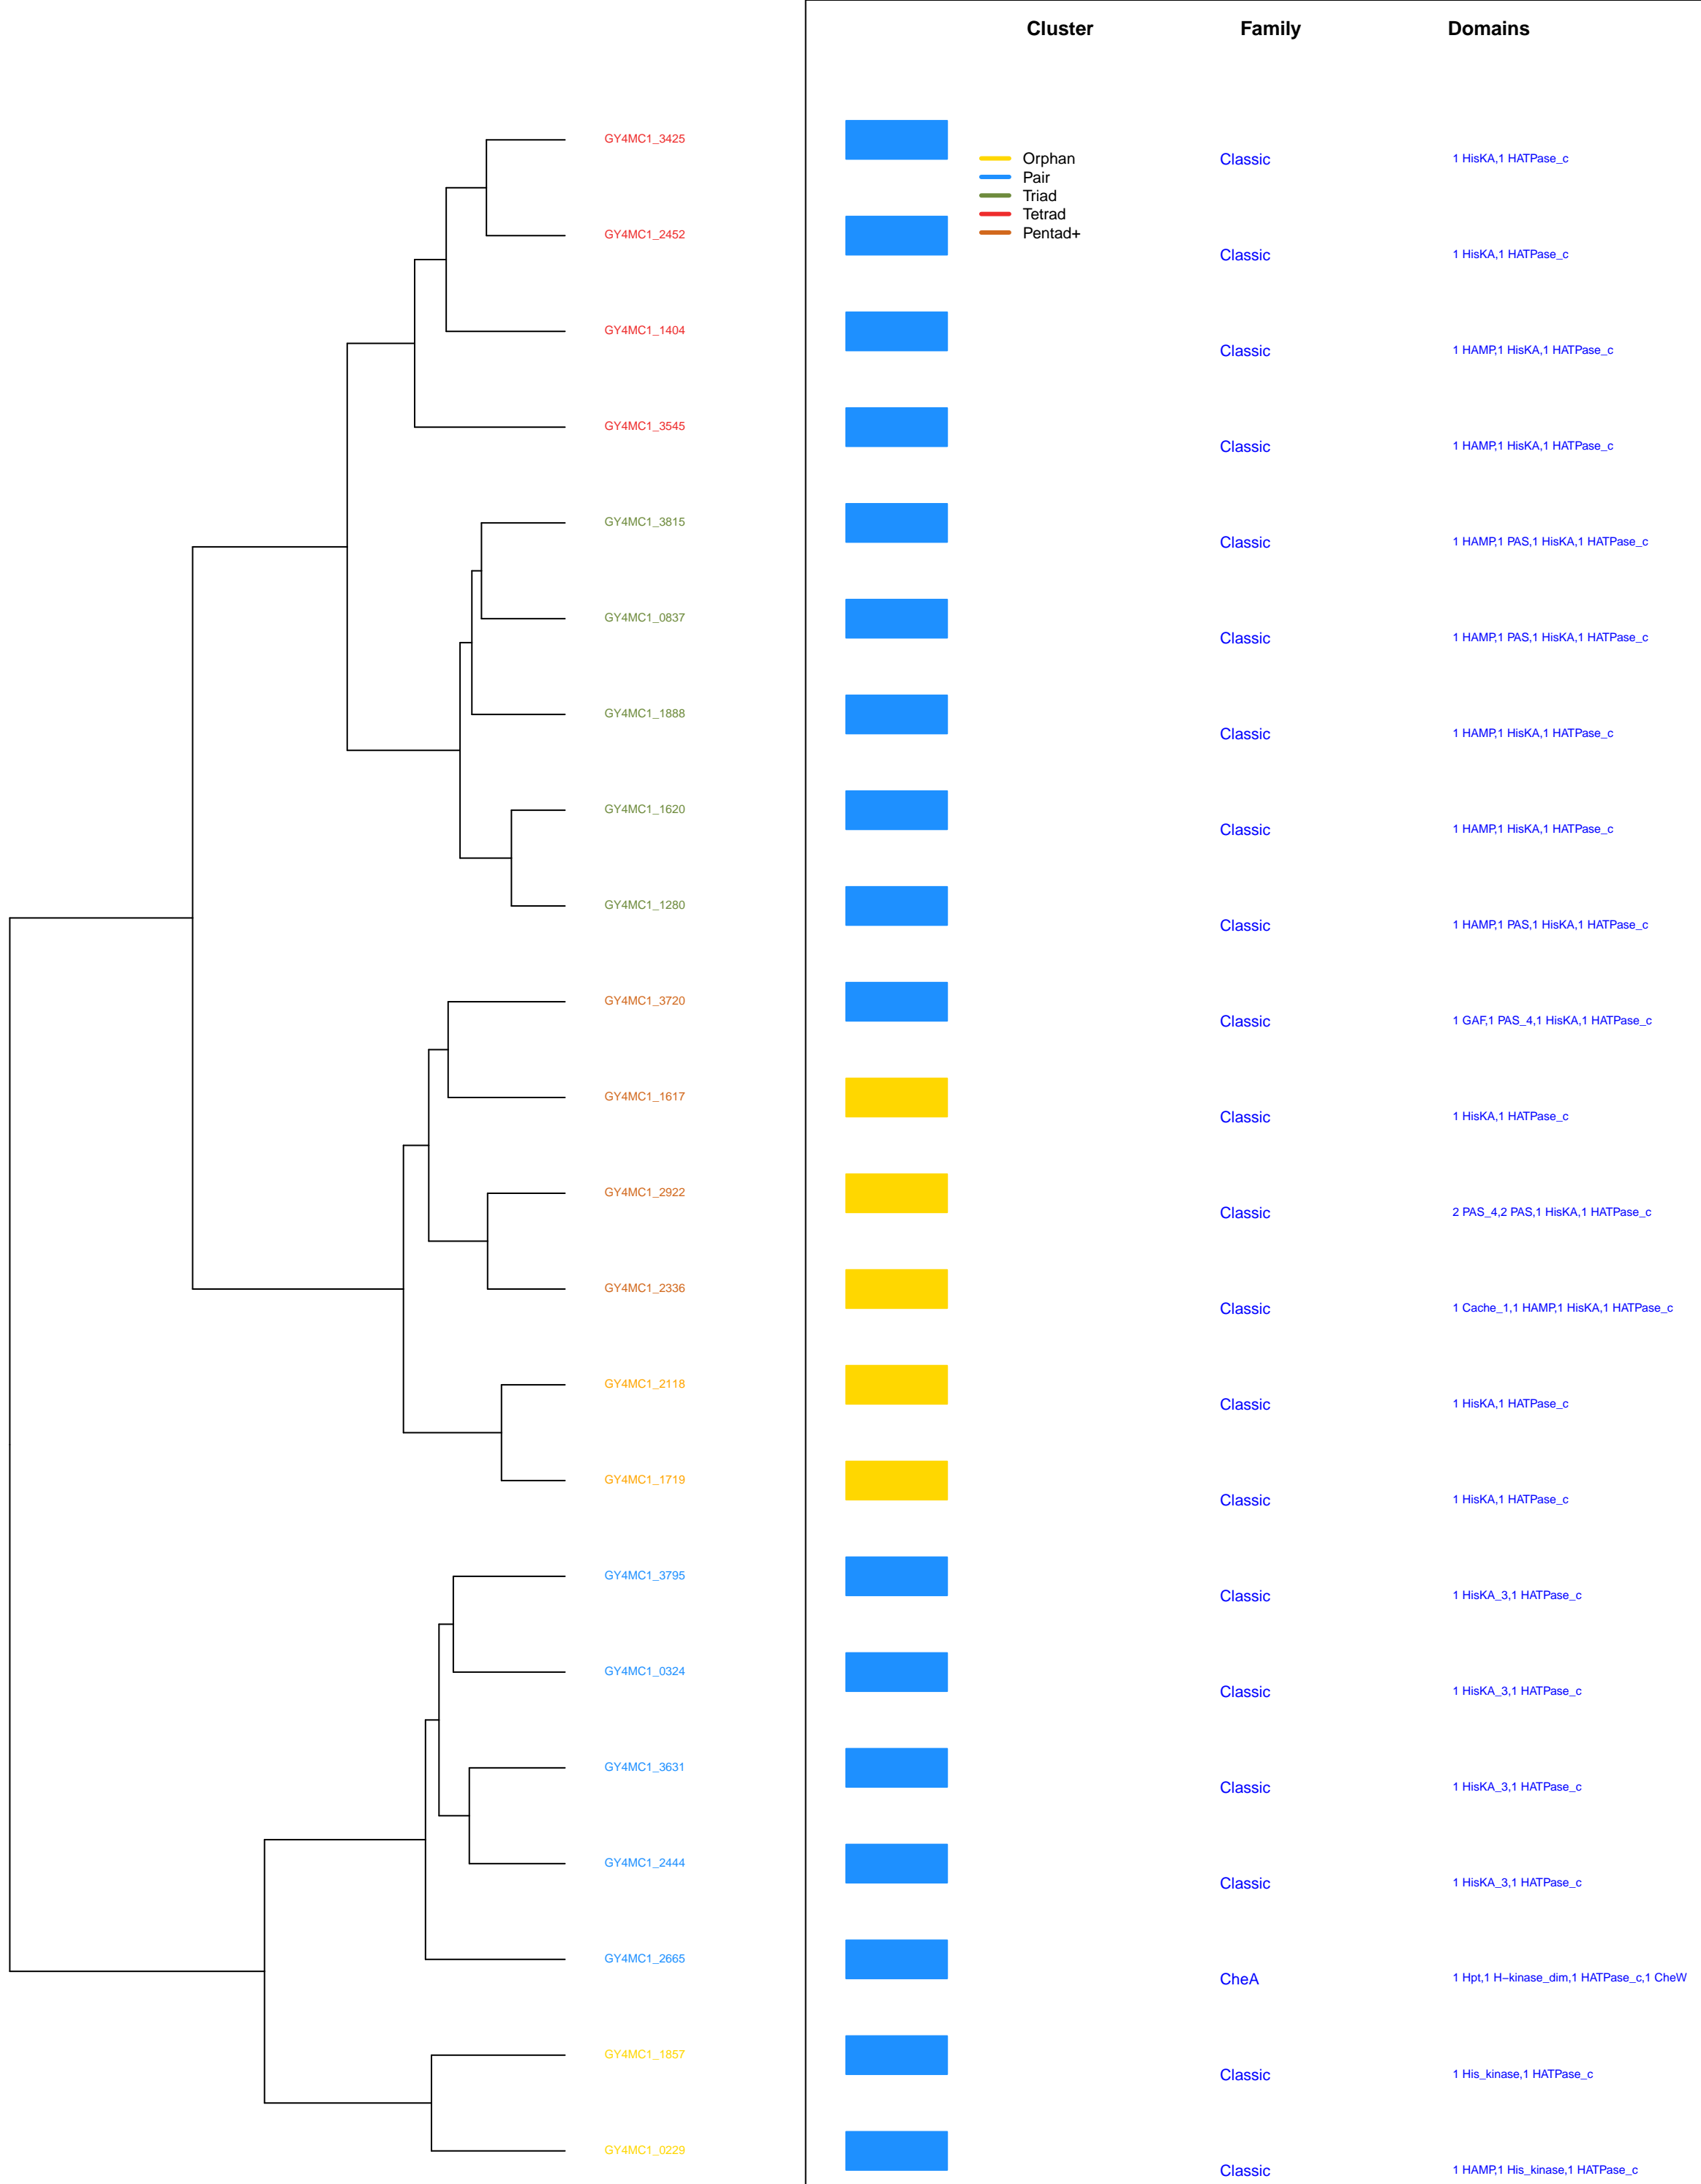 Cluster Family Domains
GY4MC1_3425
Orphan
Classic 1 HisKA,1 HATPase_c
Pair
Triad
Tetrad
Pentad+
GY4MC1_2452
Classic 1 HisKA,1 HATPase_c
GY4MC1_1404
Classic 1 HAMP,1 HisKA,1 HATPase_c
GY4MC1_3545
Classic 1 HAMP,1 HisKA,1 HATPase_c
GY4MC1_3815
Classic 1 HAMP,1 PAS,1 HisKA,1 HATPase_c
GY4MC1_0837
Classic 1 HAMP,1 PAS,1 HisKA,1 HATPase_c
GY4MC1_1888
Classic 1 HAMP,1 HisKA,1 HATPase_c
GY4MC1_1620
Classic 1 HAMP,1 HisKA,1 HATPase_c
GY4MC1_1280
Classic 1 HAMP,1 PAS,1 HisKA,1 HATPase_c
GY4MC1_3720
Classic 1 GAF,1 PAS_4,1 HisKA,1 HATPase_c
GY4MC1_1617
Classic 1 HisKA,1 HATPase_c
GY4MC1_2922
Classic 2 PAS_4,2 PAS,1 HisKA,1 HATPase_c
GY4MC1_2336
Classic 1 Cache_1,1 HAMP,1 HisKA,1 HATPase_c
GY4MC1_2118
Classic 1 HisKA,1 HATPase_c
GY4MC1_1719
Classic 1 HisKA,1 HATPase_c
GY4MC1_3795
Classic 1 HisKA_3,1 HATPase_c
GY4MC1_0324
Classic 1 HisKA_3,1 HATPase_c
GY4MC1_3631
Classic 1 HisKA_3,1 HATPase_c
GY4MC1_2444
Classic 1 HisKA_3,1 HATPase_c
GY4MC1_2665
CheA 1 Hpt,1 H−kinase_dim,1 HATPase_c,1 CheW
GY4MC1_1857
Classic 1 His_kinase,1 HATPase_c
GY4MC1_0229
Classic 1 HAMP,1 His_kinase,1 HATPase_c